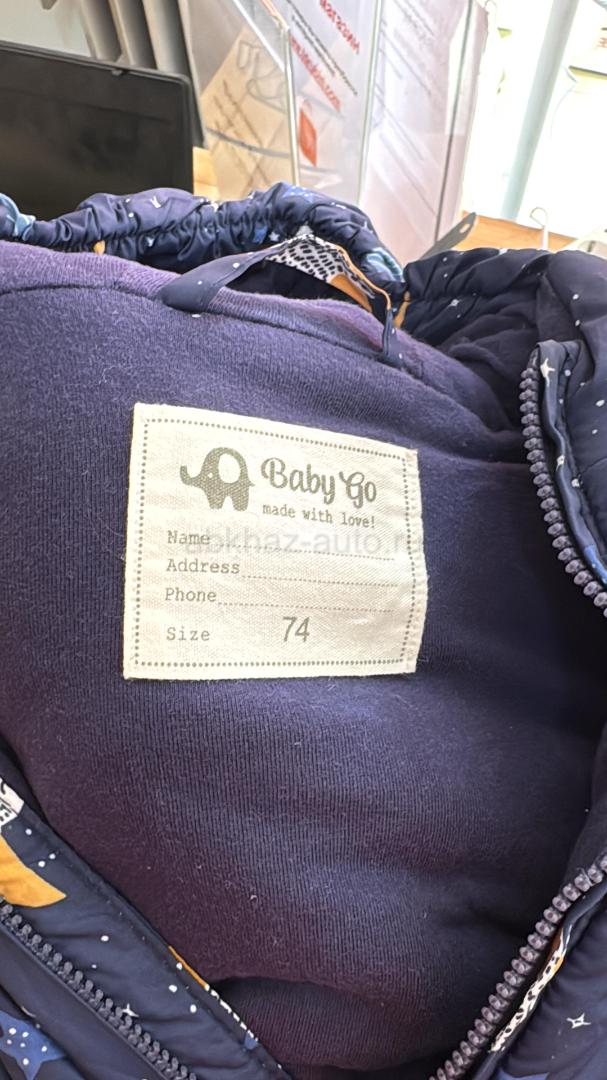 Baby Go
made with love!
Name
abkhaz-auto.ru
Address
Phone
Size 74